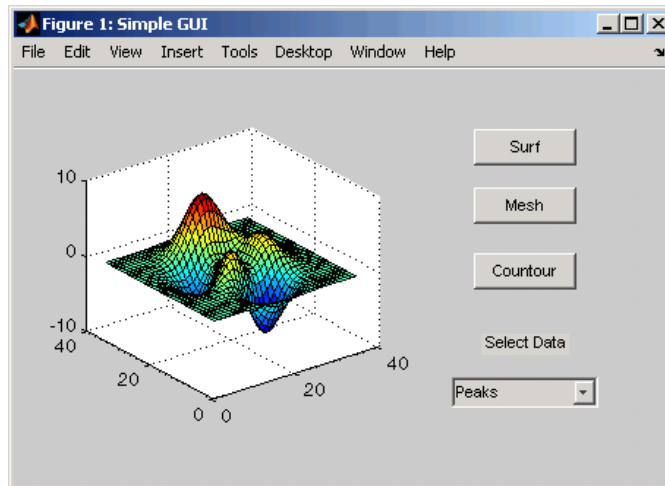 Figure 1: Simple GUI
File Edit View Insert Tools Desktop Window Help
10
0
-10
40
20
0
0
20
40
Surf
Mesh
Countour
Select Data
Peaks